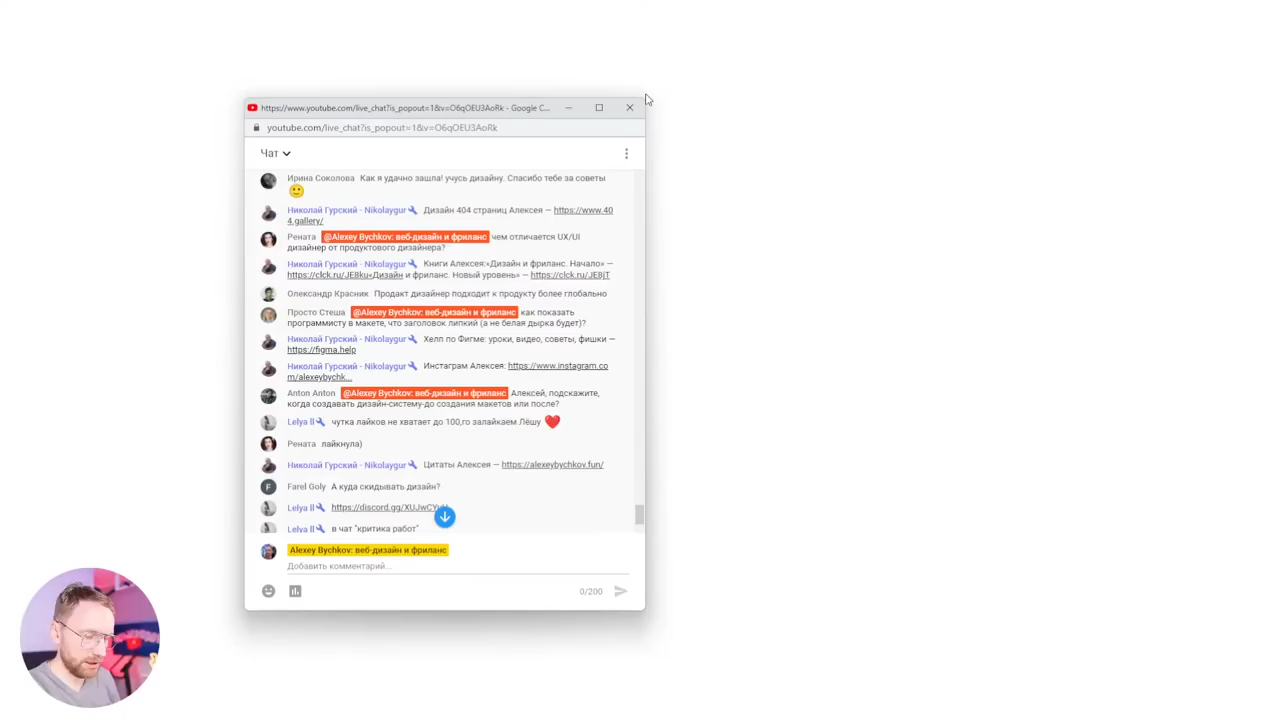 https://www.youtube.com/live_chat?is_popout=1&v=O6qOEU3AoRk - Google C...
youtube.com/live_chat?is_popout=1&v=O6qOEU3AoRk
Чат
Ирина Соколова Как я удачно зашла! учусь дизайну. Спасибо тебе за советы
Николай Гурский - Nikolaygur Дизайн 404 страниц Алексея — https://www.40
4.gallery/
Рената @Alexey Bychkov: веб-дизайн и фриланс чем отличается UX/UI
дизайнер от продуктового дизайнера?
Николай Гурский - Nikolaygur Книги Алексея:«Дизайн и фриланс. Начало» —
https://clck.ru/JE8ku«Дизайн и фриланс. Новый уровень» — https://clck.ru/JE8jT
Олександр Красник Продакт дизайнер подходит к продукту более глобально
Просто Стеша @Alexey Bychkov: веб-дизайн и фриланс как показать
программисту в макете, что заголовок липкий (а не белая дырка будет)?
Николай Гурский - Nikolaygur Хелп по Фигме: уроки, видео, советы, фишки —
https://figma.help
Николай Гурский - Nikolaygur Инстаграм Алексея: https://www.instagram.co
m/alexeybychk...
Anton Anton @Alexey Bychkov: веб-дизайн и фриланс Алексей, подскажите,
когда создавать дизайн-систему-до создания макетов или после?
Lelya ll чутка лайков не хватает до 100,го залайкаем Лёшу
Рената лайкнула)
Николай Гурский - Nikolaygur Цитаты Алексея — https://alexeybychkov.fun/
F
Farel Goly А куда скидывать дизайн?
Lelya ll
Lelya ll в чат "критика работ"
Alexey Bychkov: веб-дизайн и фриланс
Добавить комментарий...
0/200